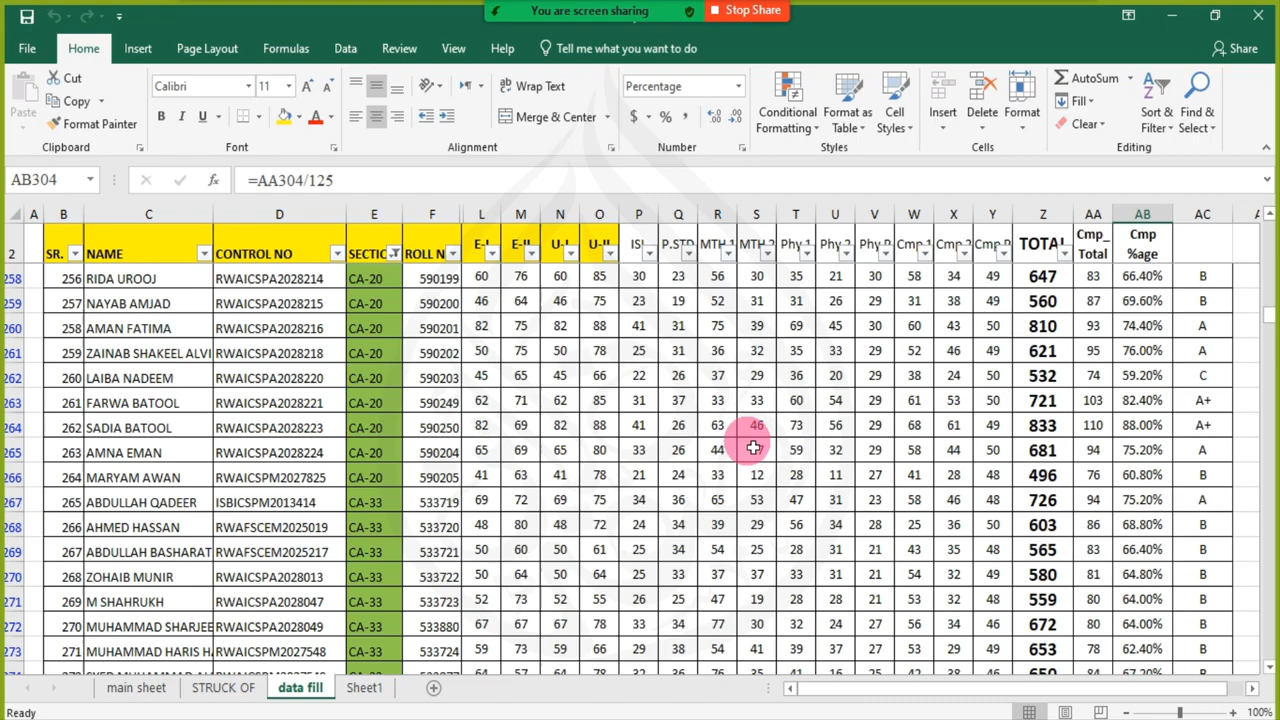 You are screen sharing Stop Share
File Home Insert Page Layout Formulas Data Review View Help Tell me what you want to do Share
Cut
Copy
Format Painter
Paste
Clipboard
Calibri 11
B I U
Font
Wrap Text
Merge & Center
Alignment
Percentage
$ % ,
Number
Conditional Formatting
Format as Table
Cell Styles
Styles
Insert Delete Format
Cells
AutoSum
Fill
Clear
Sort & Filter
Find & Select
Editing
AB304 fx =AA304/125
A B C D E F L M N O P Q R S T U V W X Y Z AA AB AC
2 SR. NAME CONTROL NO SECTIC ROLL N E-I E-II U-I U-II ISL P.STD MTH 1 MTH 2 Phy 1 Phy 2 Phy P Cmp 1 Cmp 2 Cmp P TOTAL Cmp_ Total Cmp %age
258 256 RIDA UROOJ RWAICSPA2028214 CA-20 590199 60 76 60 85 30 23 56 30 35 21 30 58 34 49 647 83 66.40% B
259 257 NAYAB AMJAD RWAICSPA2028215 CA-20 590200 46 64 46 75 23 19 52 31 31 26 29 31 38 49 560 87 69.60% B
260 258 AMAN FATIMA RWAICSPA2028216 CA-20 590201 82 75 82 88 41 31 75 39 69 45 30 60 43 50 810 93 74.40% A
261 259 ZAINAB SHAKEEL ALVI RWAICSPA2028218 CA-20 590202 50 75 50 78 25 31 36 32 35 33 29 52 46 49 621 95 76.00% A
262 260 LAIBA NADEEM RWAICSPA2028220 CA-20 590203 45 65 45 66 22 26 37 29 36 20 29 38 24 50 532 74 59.20% C
263 261 FARWA BATOOL RWAICSPA2028221 CA-20 590249 62 71 62 85 31 37 33 33 60 54 29 61 53 50 721 103 82.40% A+
264 262 SADIA BATOOL RWAICSPA2028223 CA-20 590250 82 69 82 88 41 26 63 46 73 56 29 68 61 49 833 110 88.00% A+
265 263 AMNA EMAN RWAICSPA2028224 CA-20 590204 65 69 65 80 33 26 44 59 32 29 58 44 50 681 94 75.20% A
266 264 MARYAM AWAN RWAICSPM2027825 CA-20 590205 41 63 41 78 21 24 33 12 28 11 27 41 28 48 496 76 60.80% B
267 265 ABDULLAH QADEER ISBICSPM2013414 CA-33 533719 69 72 69 75 34 36 65 53 47 31 23 58 46 48 726 94 75.20% A
268 266 AHMED HASSAN RWAFSCEM2025019 CA-33 533720 48 80 48 72 24 34 39 29 34 28 25 36 36 50 603 86 68.80% B
269 267 ABDULLAH BASHARAT RWAFSCEM2025217 CA-33 533721 50 60 50 61 25 34 54 25 28 31 21 43 35 48 565 83 66.40% B
270 268 ZOHAIB MUNIR RWAICSPA2028013 CA-33 533722 50 64 50 64 25 33 37 37 33 31 21 54 32 49 580 81 64.80% B
271 269 M SHAHRUKH RWAICSPA2028047 CA-33 533723 52 73 52 55 26 25 47 19 28 28 21 53 32 48 559 80 64.00% B
272 270 MUHAMMAD SHARJEE RWAICSPA2028049 CA-33 533880 67 67 67 78 33 34 77 30 32 24 27 56 34 46 672 80 64.00% B
273 271 MUHAMMAD HARIS H RWAICSPM2027548 CA-33 533724 59 73 59 75 29 38 54 41 39 37 27 53 29 49 653 78 62.40% B
main sheet STRUCK OF data fill Sheet1
Ready 100%